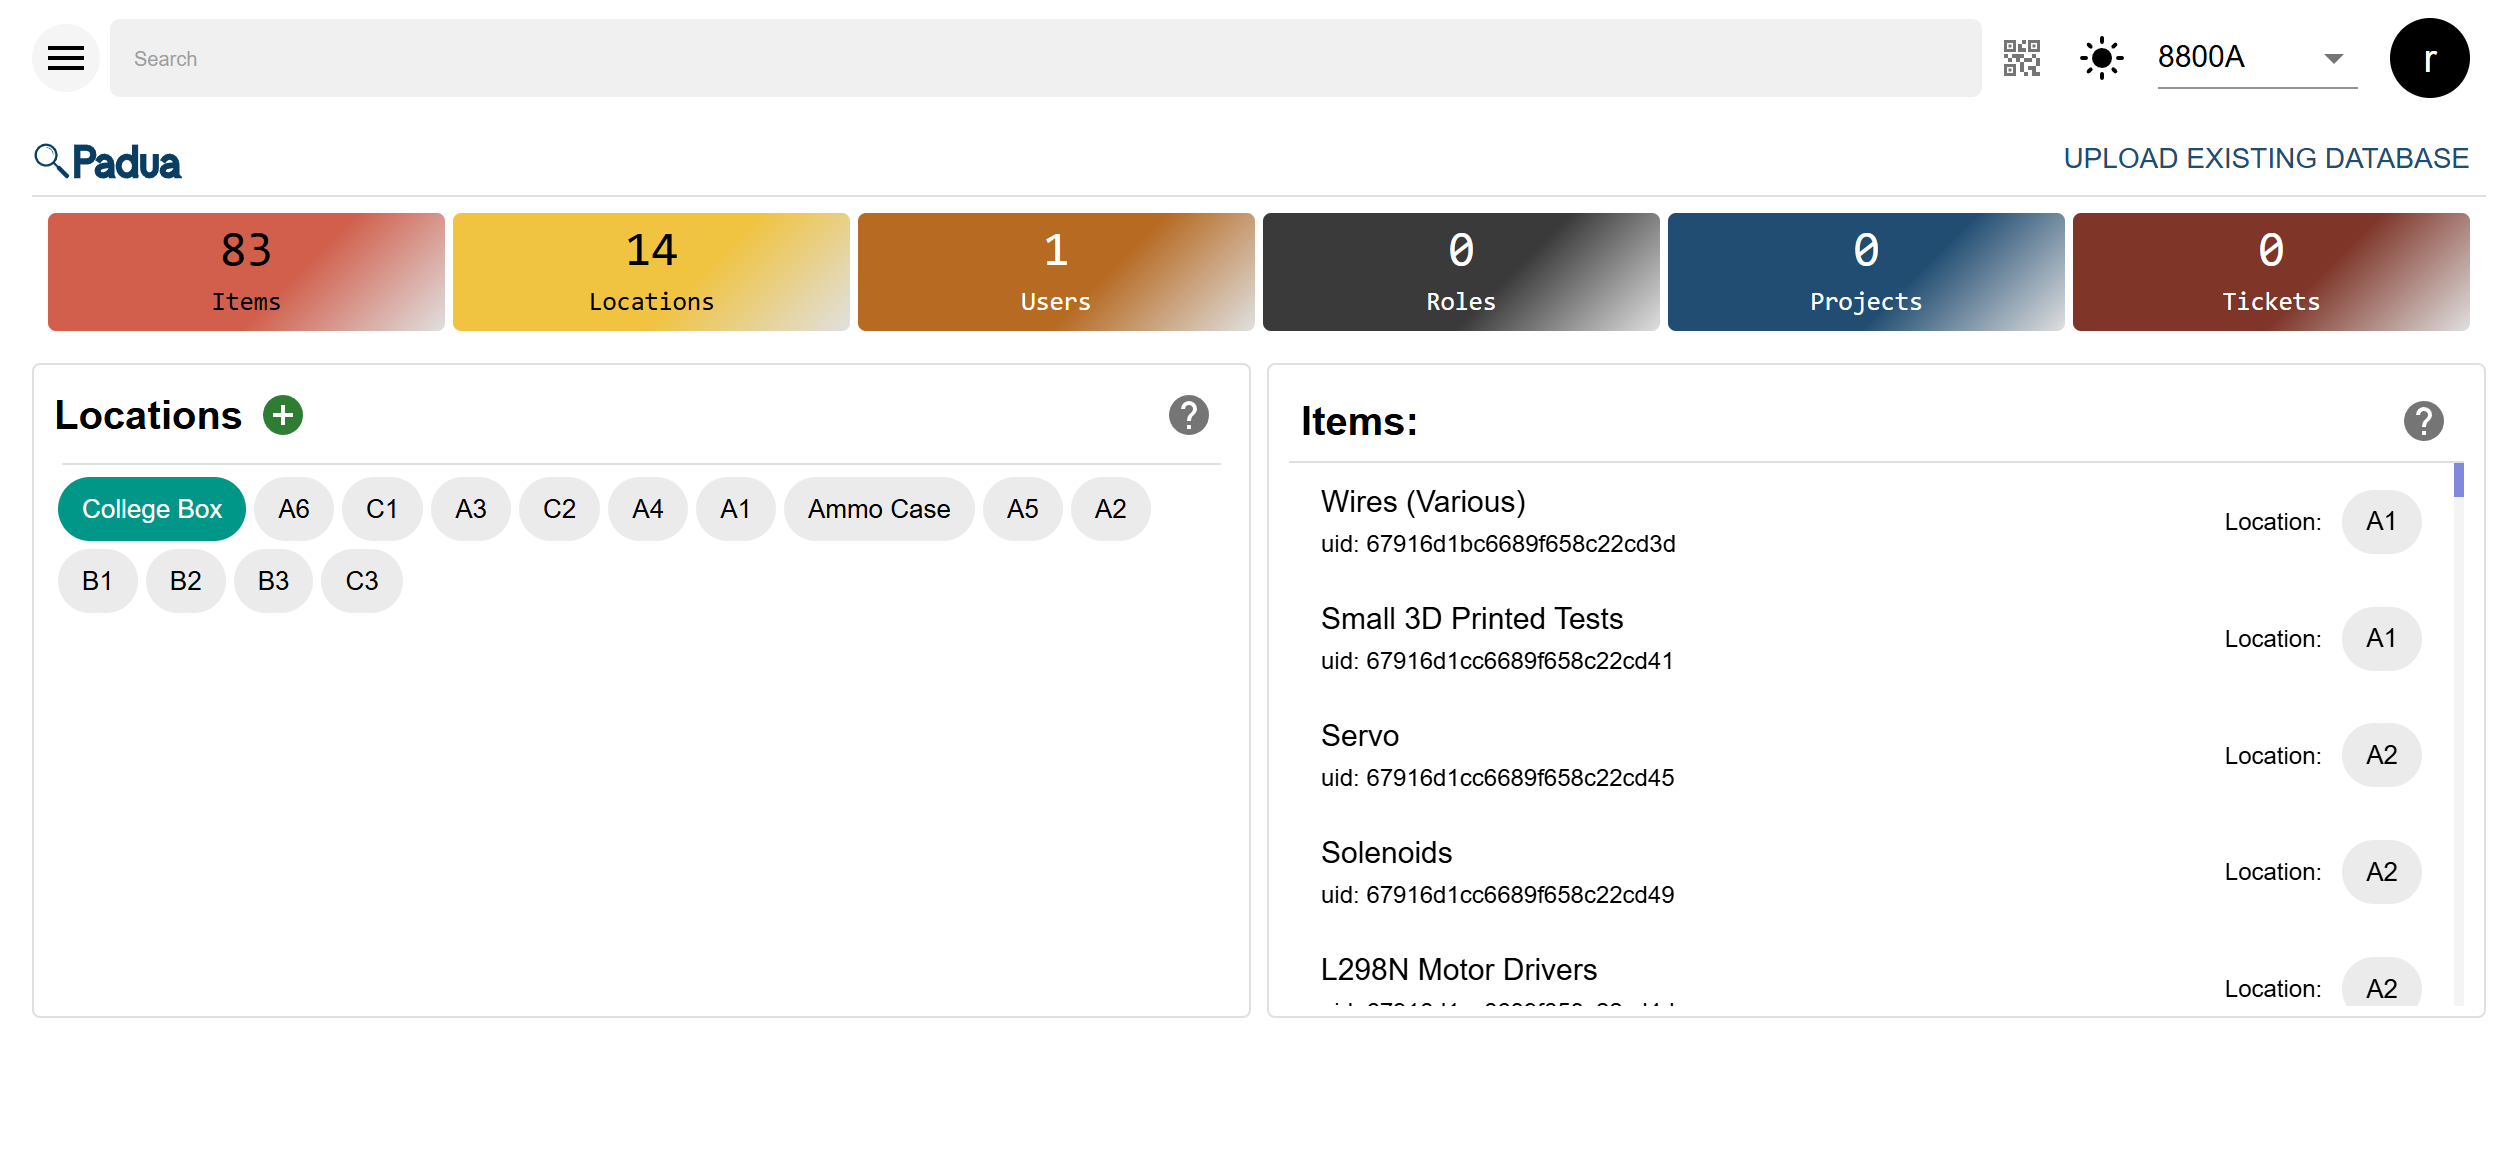 Search
8800A
r
Padua
UPLOAD EXISTING DATABASE
83
Items
14
Locations
1
Users
0
Roles
0
Projects
0
Tickets
Locations
College Box A6 C1 A3 C2 A4 A1 Ammo Case A5 A2
B1 B2 B3 C3
Items:
Wires (Various)
uid: 67916d1bc6689f658c22cd3d
Location: A1
Small 3D Printed Tests
uid: 67916d1cc6689f658c22cd41
Location: A1
Servo
uid: 67916d1cc6689f658c22cd45
Location: A2
Solenoids
uid: 67916d1cc6689f658c22cd49
Location: A2
L298N Motor Drivers
Location: A2